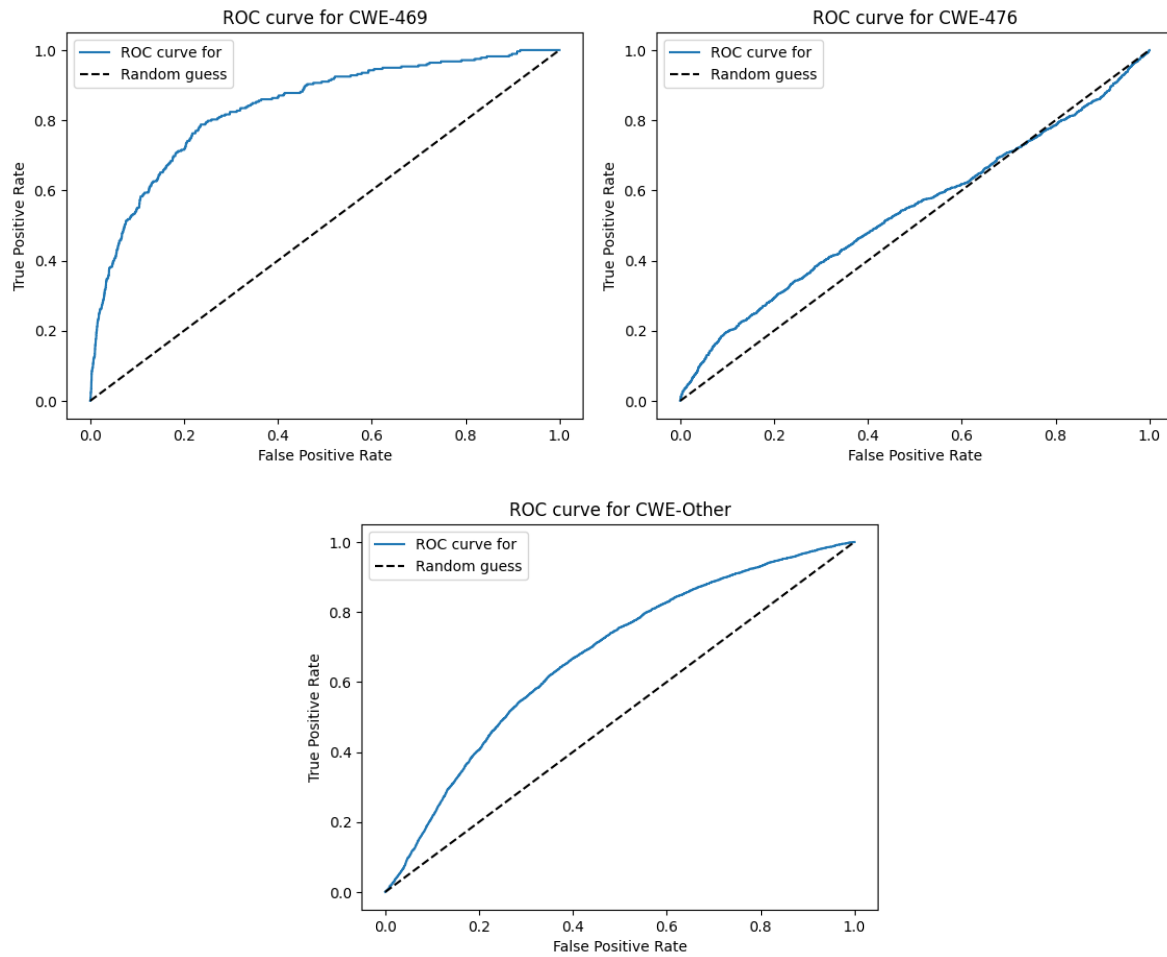 ROC curve for CWE-469
ROC curve for
Random guess
1.0
0.8
0.6
0.4
0.2
0.0
True Positive Rate
0.0 0.2 0.4 0.6 0.8 1.0
False Positive Rate
ROC curve for CWE-476
ROC curve for
Random guess
1.0
0.8
0.6
0.4
0.2
0.0
True Positive Rate
0.0 0.2 0.4 0.6 0.8 1.0
False Positive Rate
ROC curve for CWE-Other
ROC curve for
Random guess
1.0
0.8
0.6
0.4
0.2
0.0
True Positive Rate
0.0 0.2 0.4 0.6 0.8 1.0
False Positive Rate